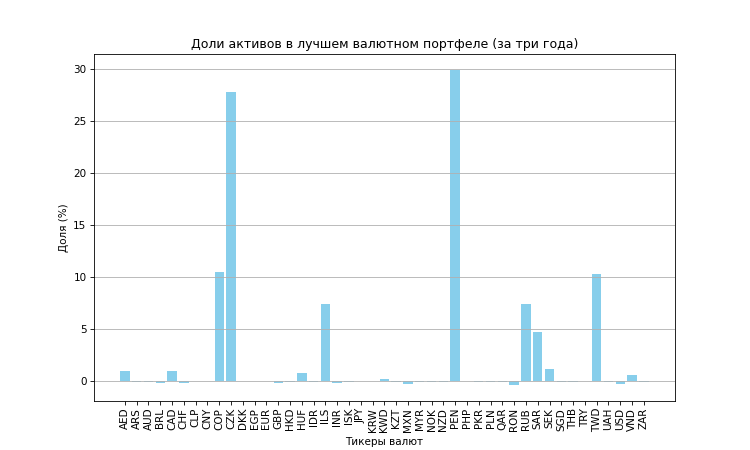 Доли активов в лучшем валютном портфеле (за три года)
Доля (%)
30
25
20
15
10
5
0
AED ARS AUD BRL CAD CHF CLP CNY COP CZK DKK EGP EUR GBP HKD HUF IDR ILS INR ISK JPY KRW KWD KZT MXN MYR NOK NZD PEN PHP PKR PLN QAR RON RUB SAR SEK SGD THB TRY TWD UAH USD VND ZAR
Тикеры валют